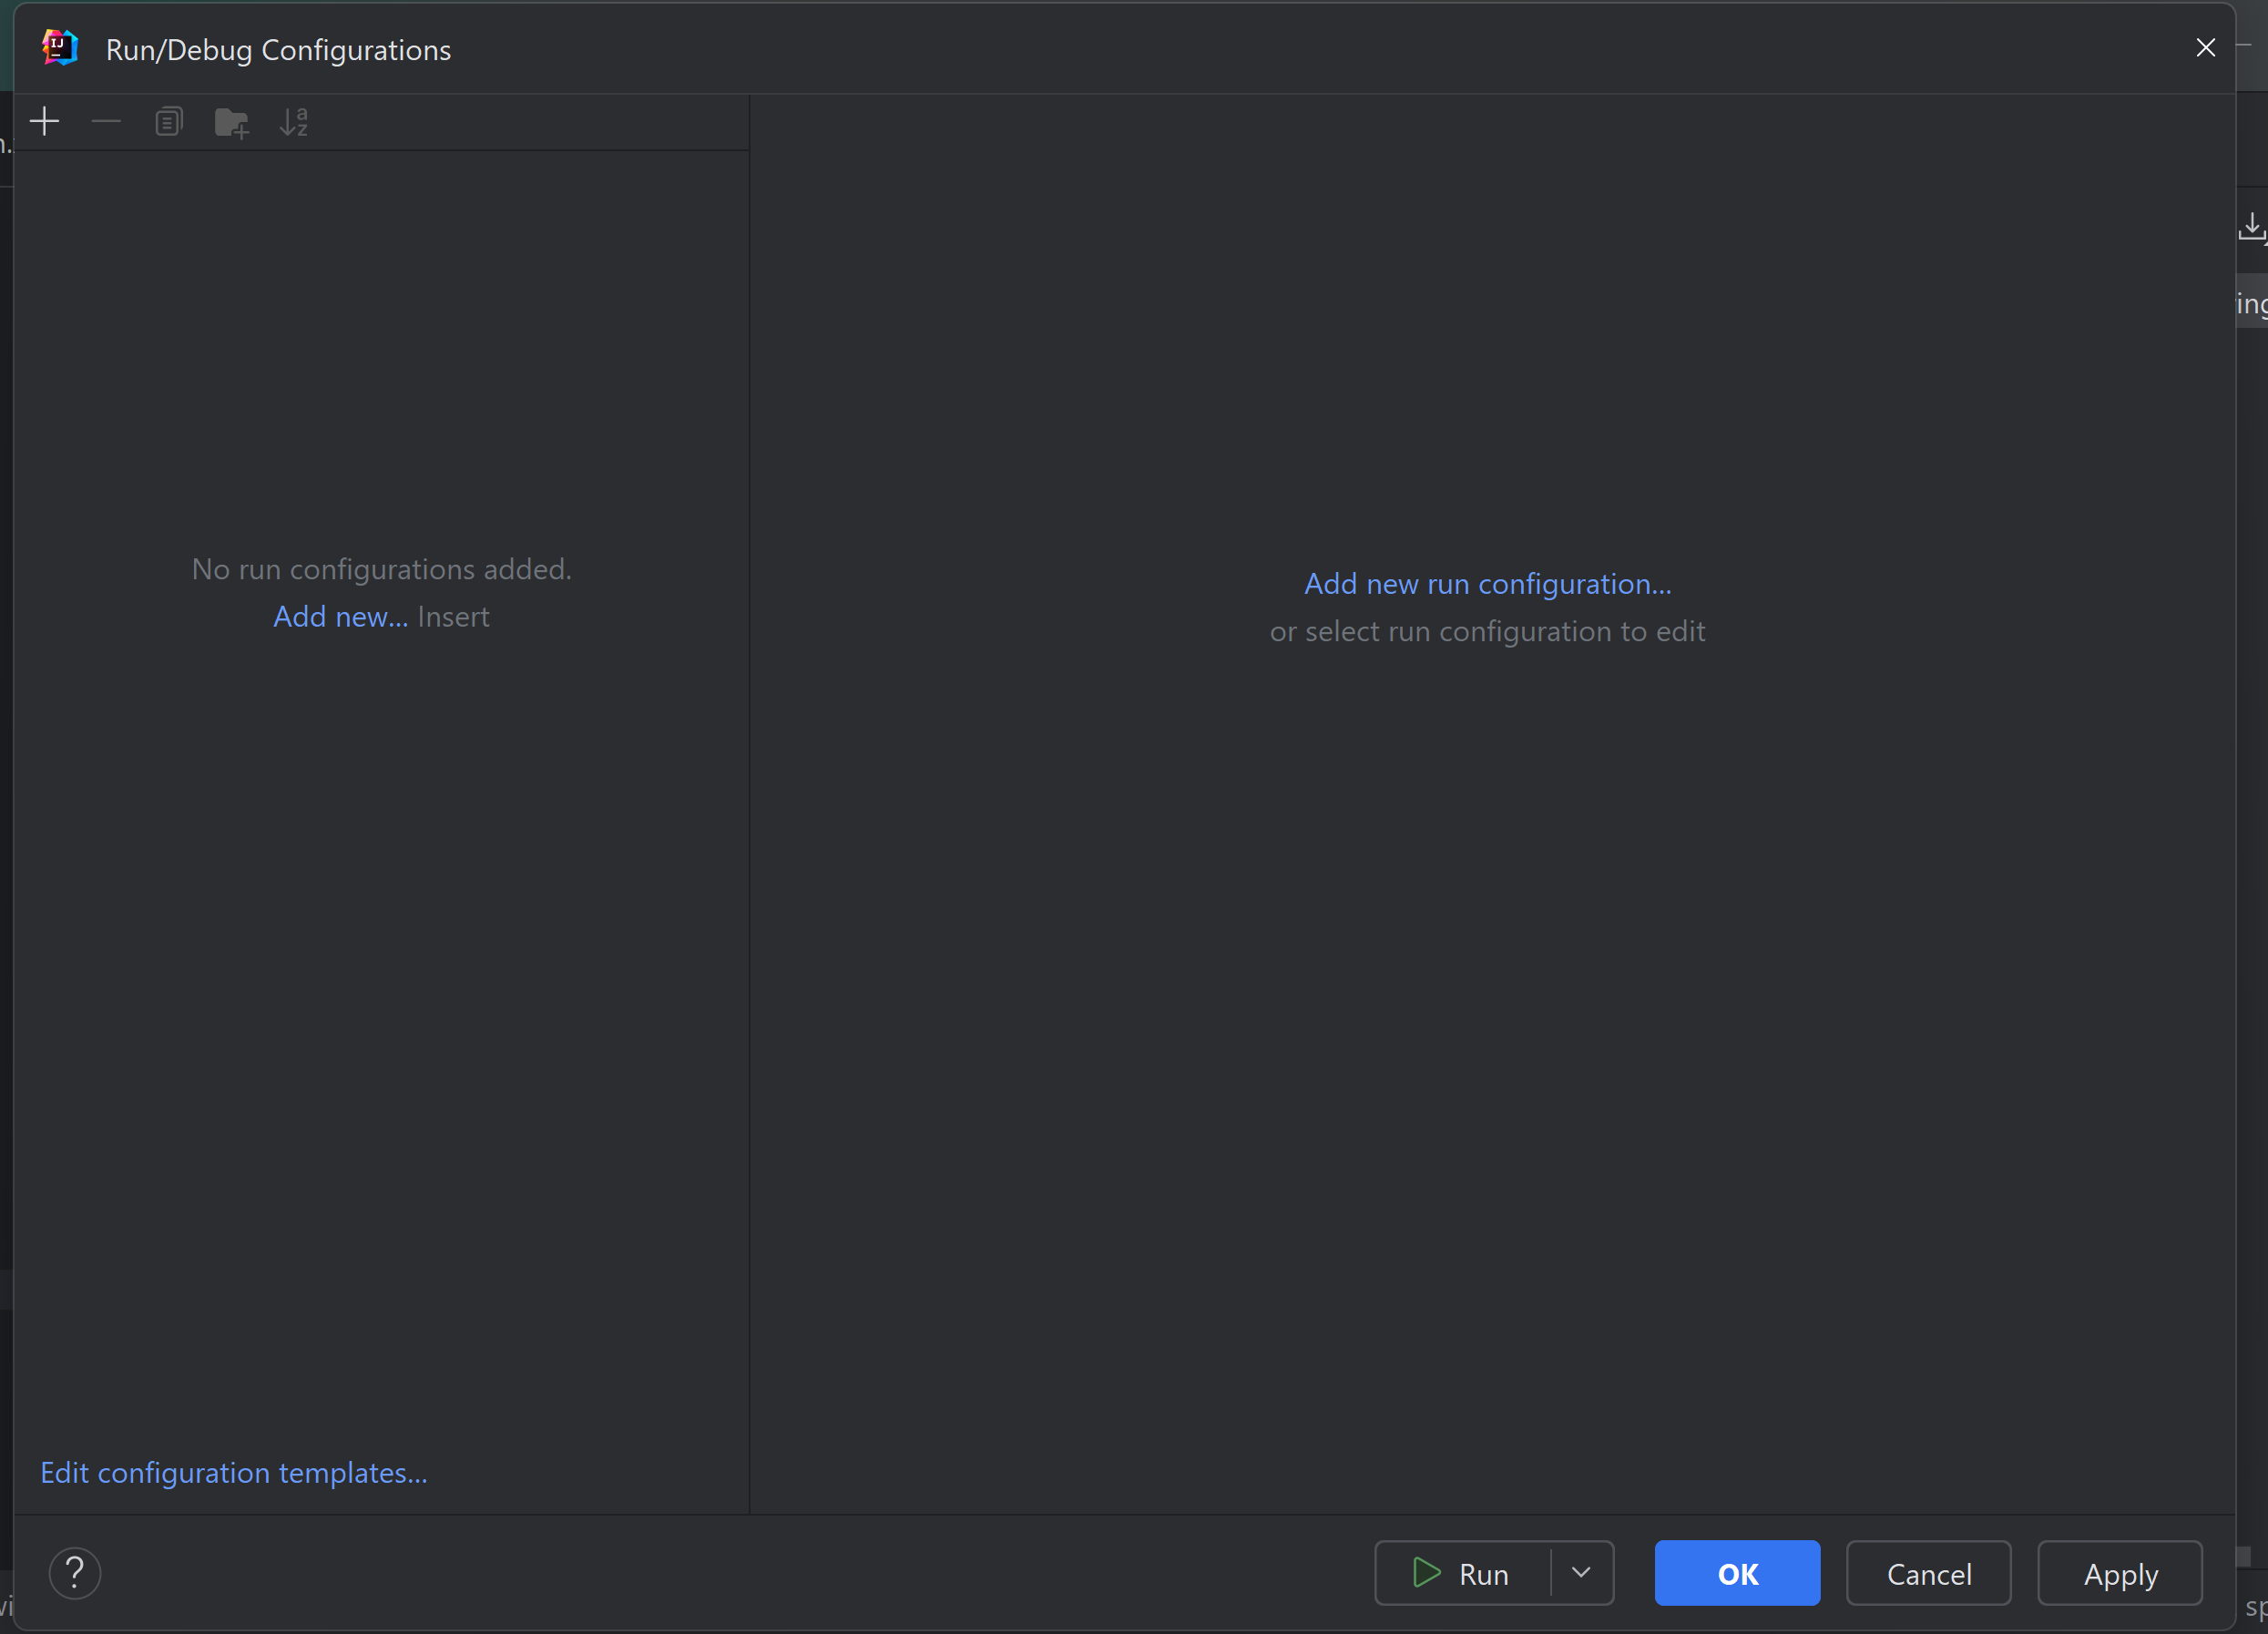 Run/Debug Configurations
No run configurations added.
Add new... Insert
Add new run configuration...
or select run configuration to edit
Edit configuration templates...
?
Run
OK
Cancel
Apply